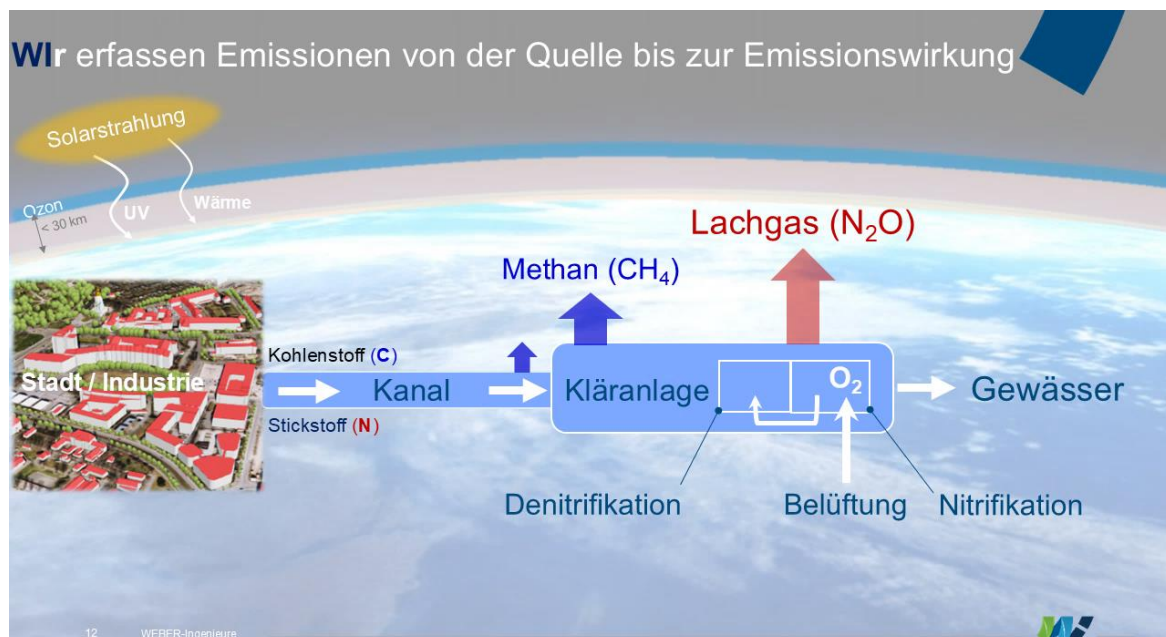 WIr erfassen Emissionen von der Quelle bis zur Emissionswirkung
Solarstrahlung
Ozon
< 30 km
UV
Wärme
Lachgas (N₂O)
Methan (CH₄)
Kohlenstoff (C)
Stadt / Industrie
Kanal
Kläranlage
O₂
Gewässer
Stickstoff (N)
Denitrifikation
Belüftung
Nitrifikation
12 WEBER-Ingenieure